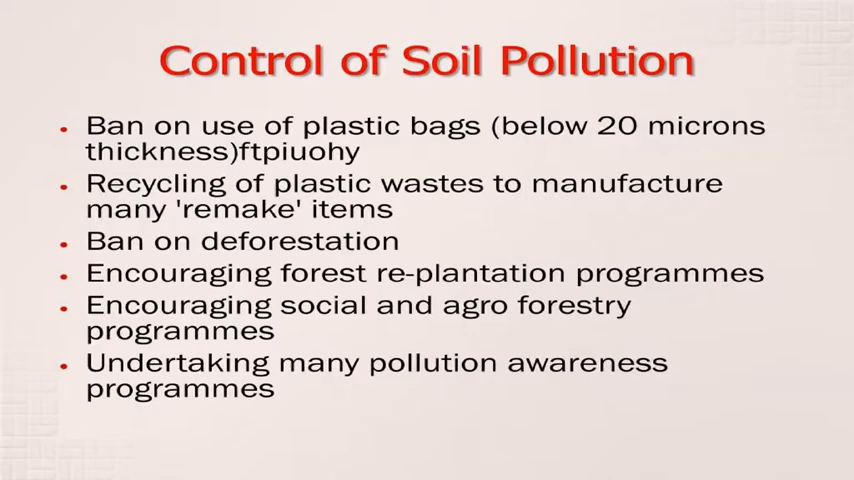 Control of Soil Pollution
• Ban on use of plastic bags (below 20 microns
thickness)ftpiuohy
• Recycling of plastic wastes to manufacture
many 'remake' items
• Ban on deforestation
• Encouraging forest re-plantation programmes
• Encouraging social and agro forestry
programmes
• Undertaking many pollution awareness
programmes